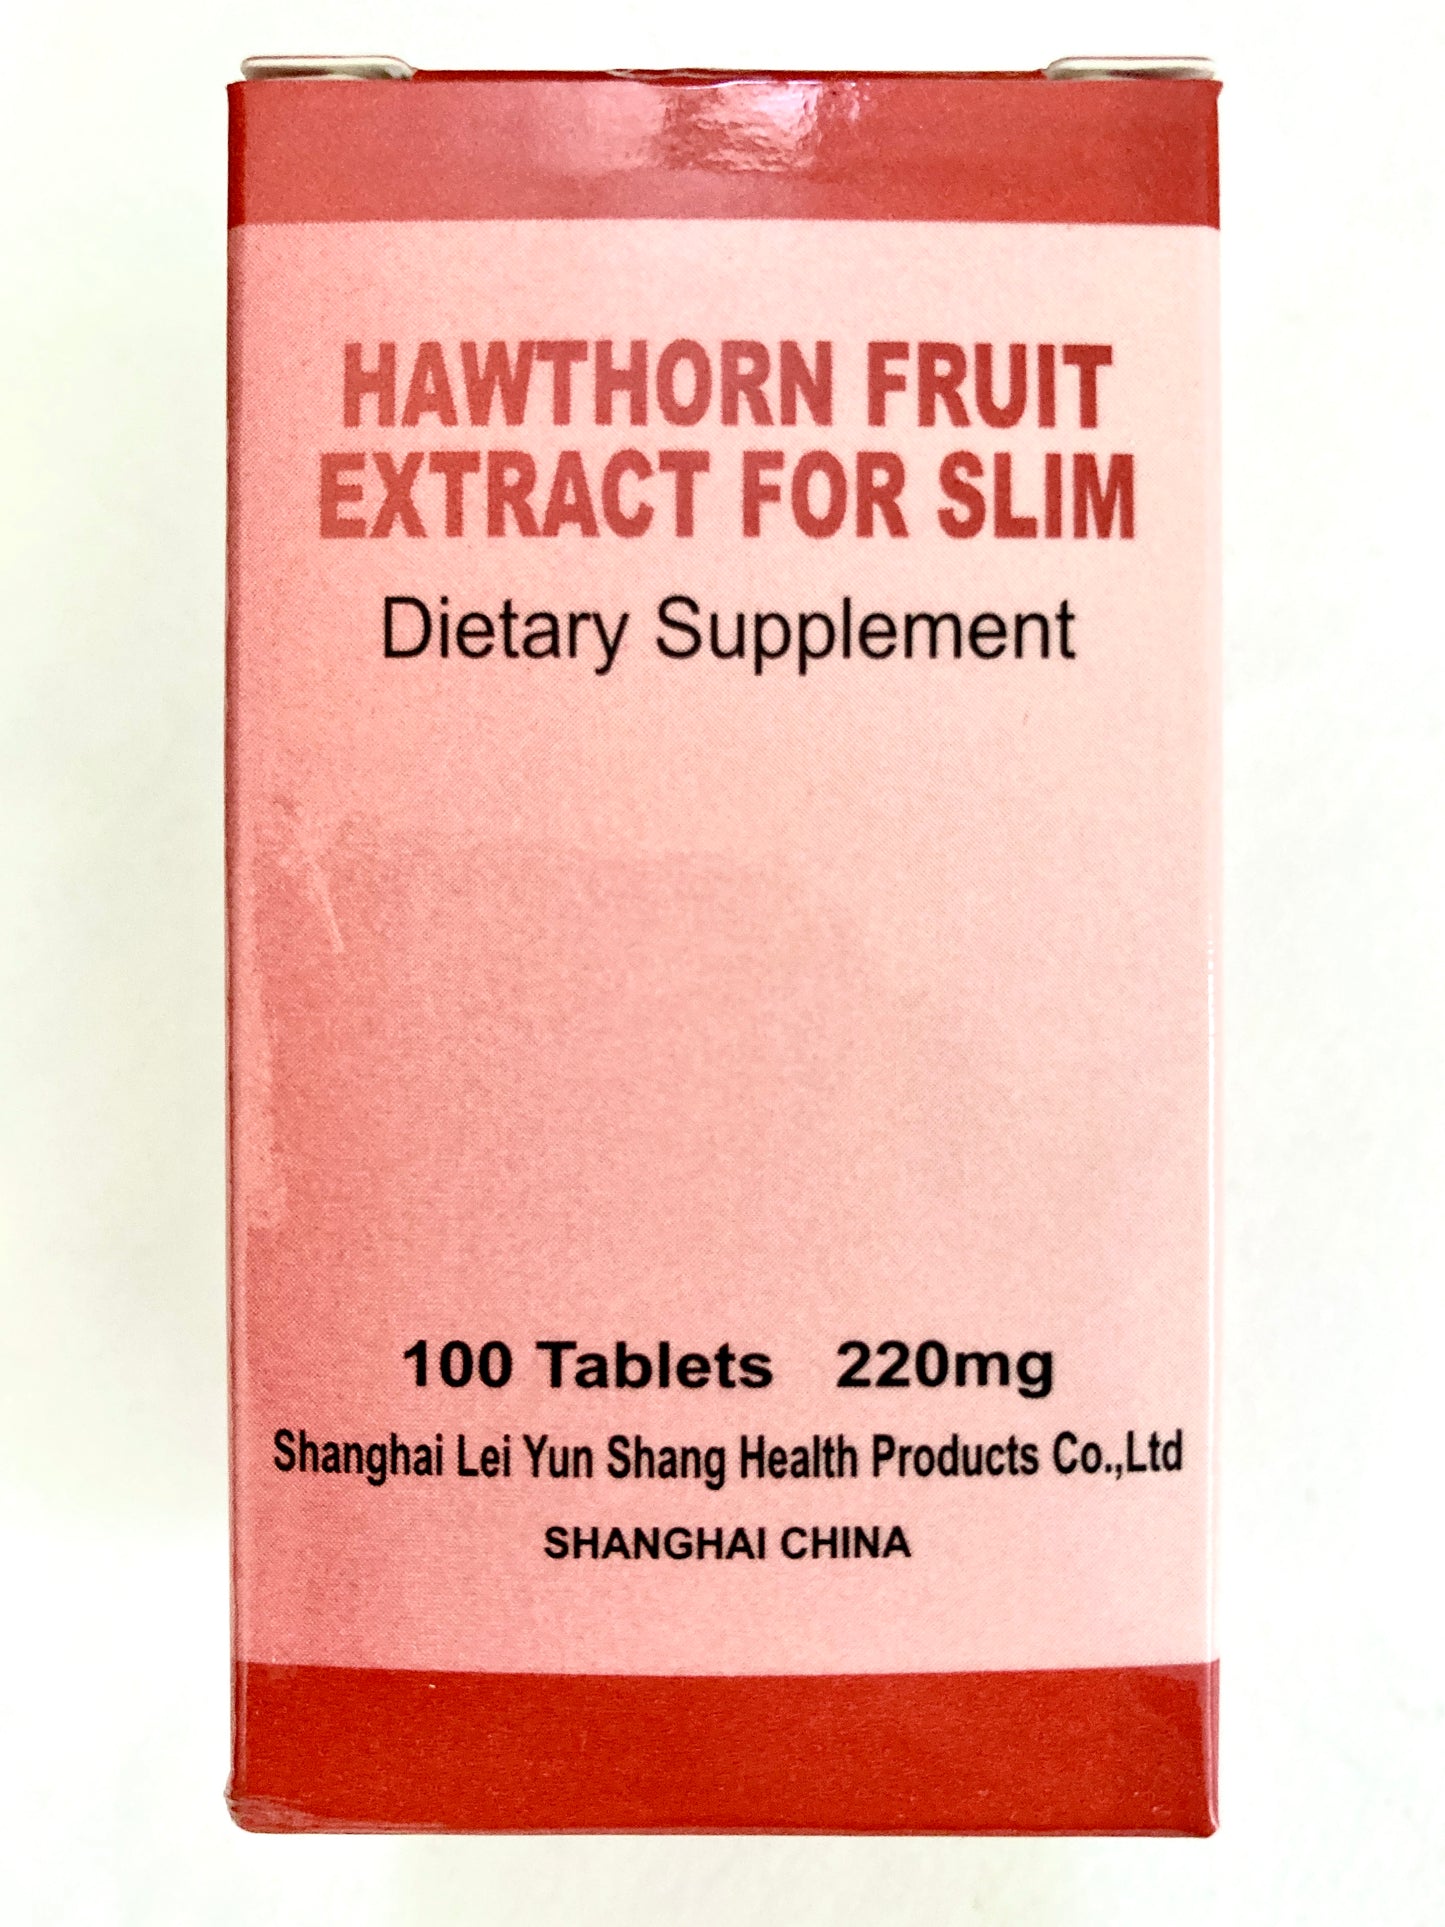 HAWTHORN FRUIT
EXTRACT FOR SLIM
Dietary Supplement
100 Tablets 220mg
Shanghai Lei Yun Shang Health Products Co.,Ltd
SHANGHAI CHINA